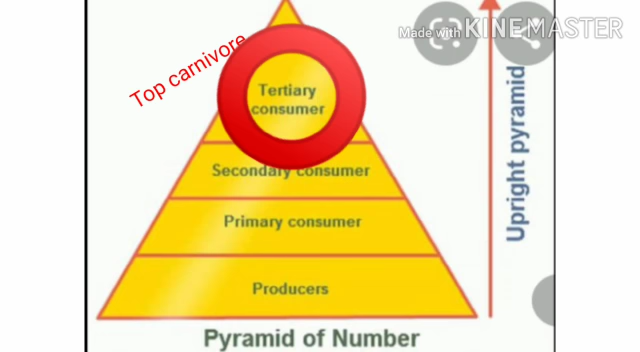 Made with KINEMASTER
Top carnivore
Tertiary
consumer
Secondary consumer
Primary consumer
Producers
Upright pyramid
Pyramid of Number